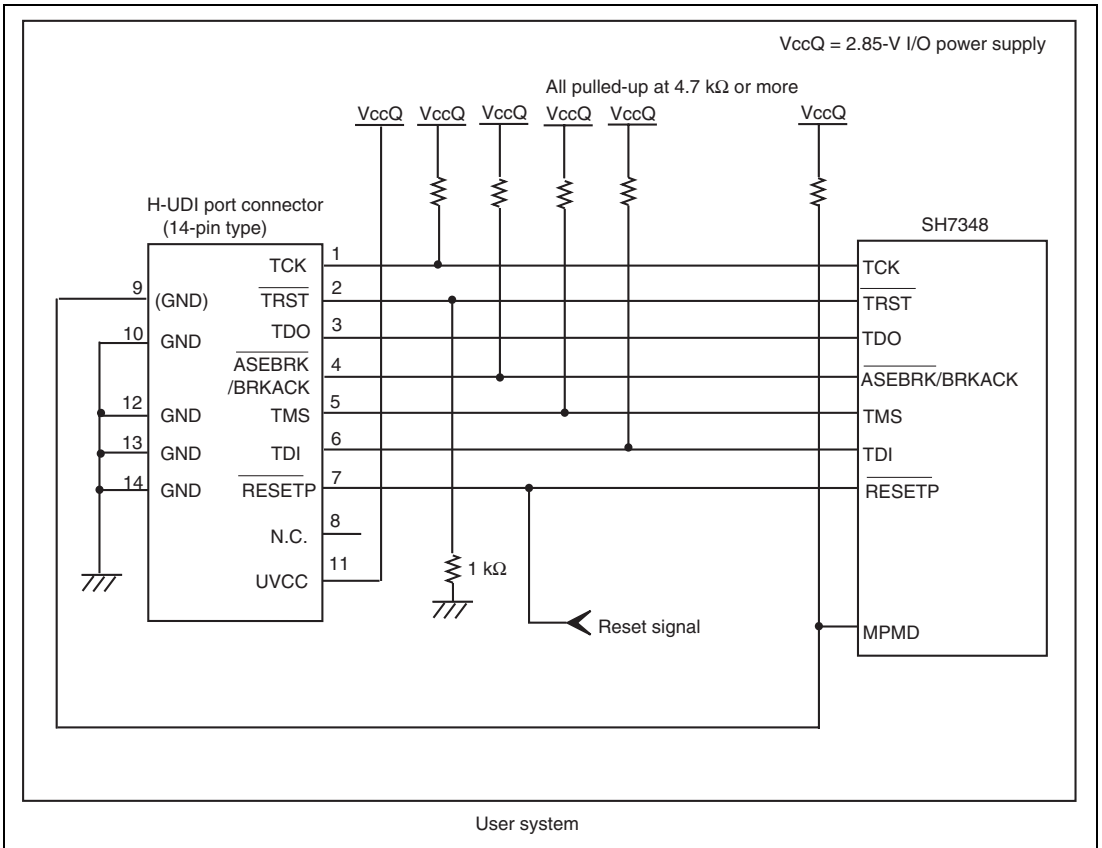 VccQ = 2.85-V I/O power supply
All pulled-up at 4.7 kΩ or more
VccQ VccQ VccQ VccQ VccQ VccQ
H-UDI port connector
(14-pin type)
SH7348
TCK 1 TCK
9 (GND) TRST 2 TRST
10 GND TDO 3 TDO
ASEBRK
/BRKACK 4 ASEBRK/BRKACK
12 GND TMS 5 TMS
13 GND TDI 6 TDI
14 GND RESETP 7 RESETP
N.C. 8
UVCC 11
1 kΩ
Reset signal
MPMD
User system